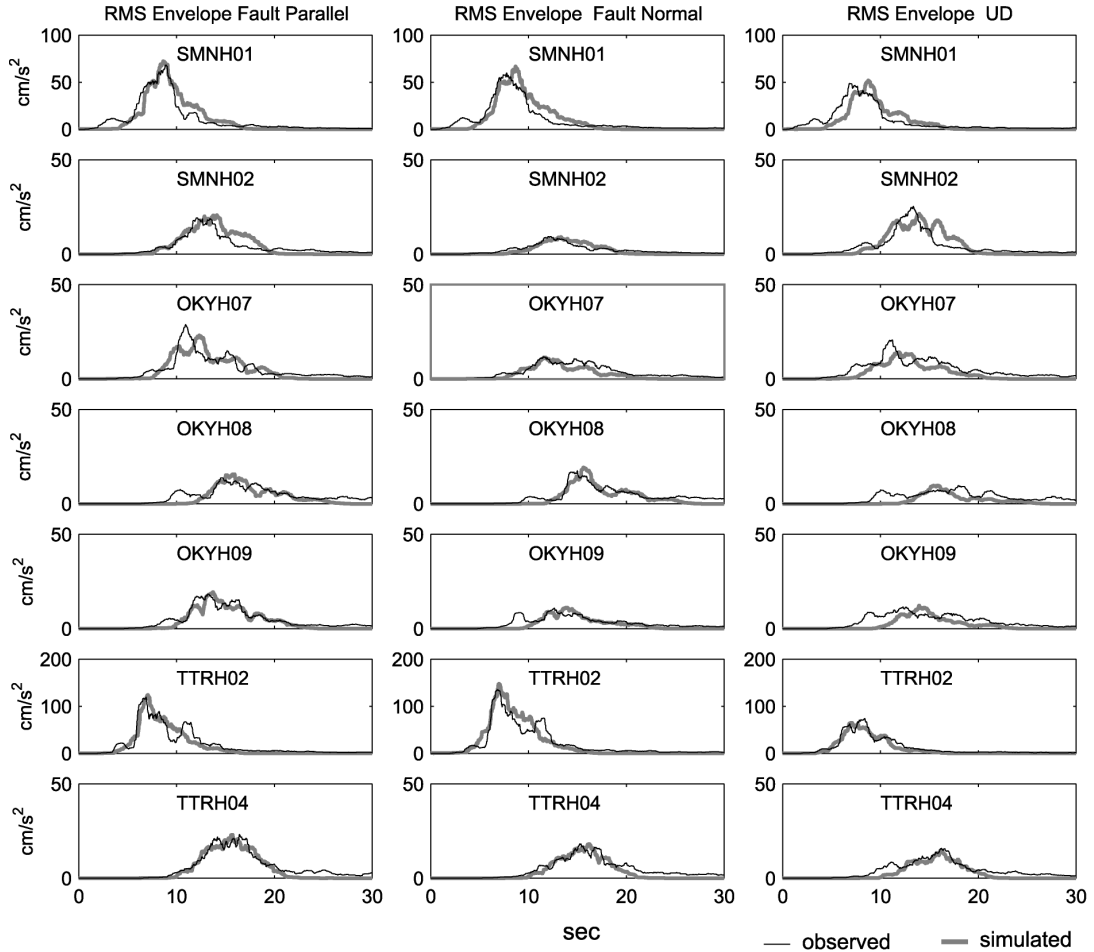 RMS Envelope Fault Parallel RMS Envelope Fault Normal RMS Envelope UD
100 100 100
SMNH01 SMNH01 SMNH01
cm/s²
50 50 50
0 0 0
50 50 50
SMNH02 SMNH02 SMNH02
cm/s²
0 0 0
50 50 50
OKYH07 OKYH07 OKYH07
cm/s²
0 0 0
50 50 50
OKYH08 OKYH08 OKYH08
cm/s²
0 0 0
50 50 50
OKYH09 OKYH09 OKYH09
cm/s²
0 0 0
200 200 200
TTRH02 TTRH02 TTRH02
cm/s²
100 100 100
0 0 0
50 50 50
TTRH04 TTRH04 TTRH04
cm/s²
0 0 0
0 10 20 30 0 10 20 30 0 10 20 30
sec
observed simulated